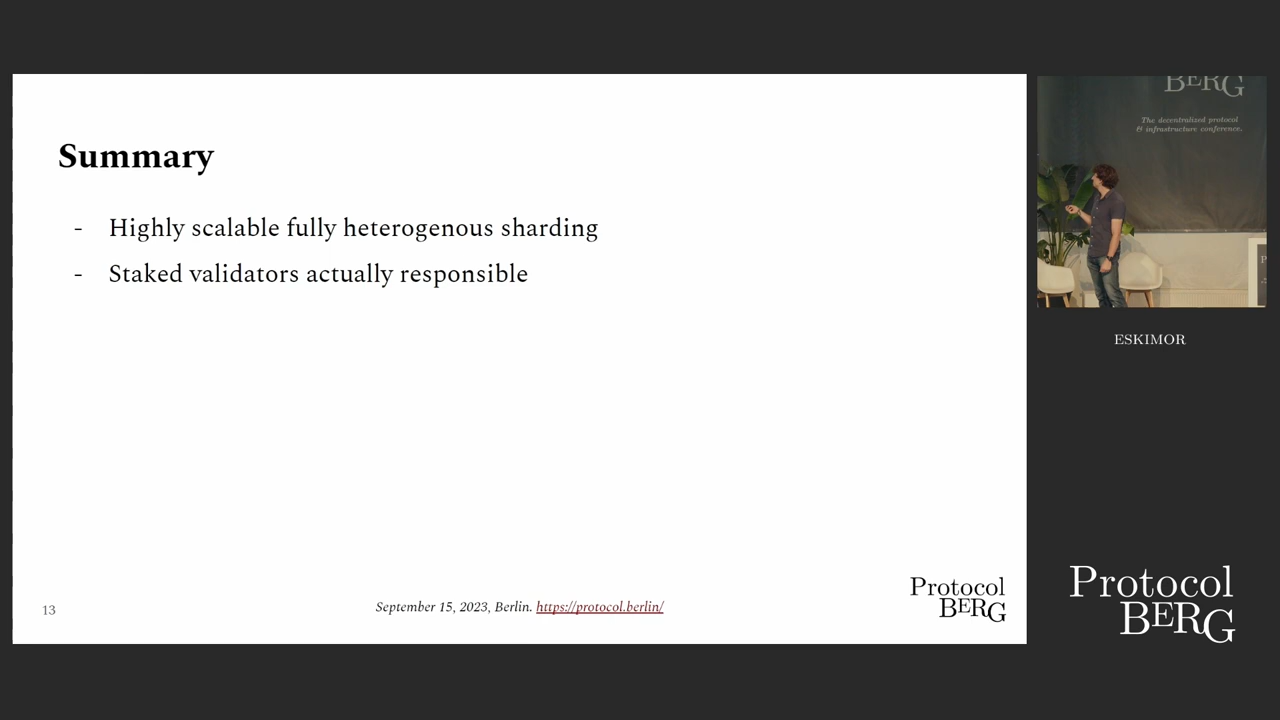 Summary
- Highly scalable fully heterogenous sharding
- Staked validators actually responsible
13
September 15, 2023, Berlin. https://protocol.berlin/
Protocol
BERG
BERG
The decentralized protocol
& infrastructure conference.
P
ESKIMOR
Protocol
BERG